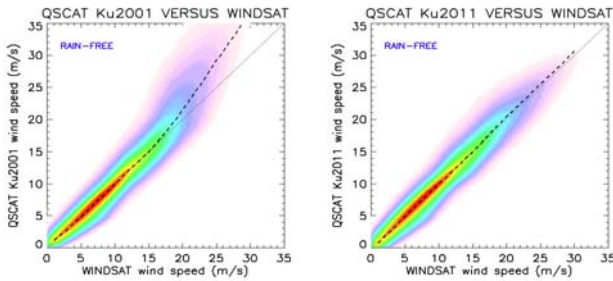 QSCAT Ku2001 VERSUS WINDSAT
35
30
25
20
15
10
5
0
QSCAT Ku2001 wind speed (m/s)
RAIN-FREE
0 5 10 15 20 25 30 35
WINDSAT wind speed (m/s)
QSCAT Ku2011 VERSUS WINDSAT
35
30
25
20
15
10
5
0
QSCAT Ku2011 wind speed (m/s)
RAIN-FREE
0 5 10 15 20 25 30 35
WINDSAT wind speed (m/s)